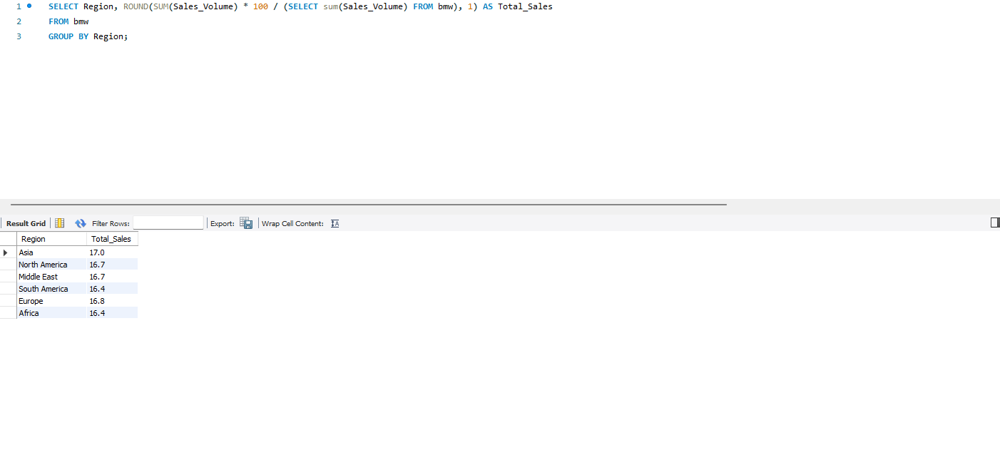 1 SELECT Region, ROUND(SUM(Sales_Volume) * 100 / (SELECT sum(Sales_Volume) FROM bmw), 1) AS Total_Sales
2 FROM bmw
3 GROUP BY Region;
Result Grid Filter Rows: Export: Wrap Cell Content:
Region Total_Sales
Asia 17.0
North America 16.7
Middle East 16.7
South America 16.4
Europe 16.8
Africa 16.4